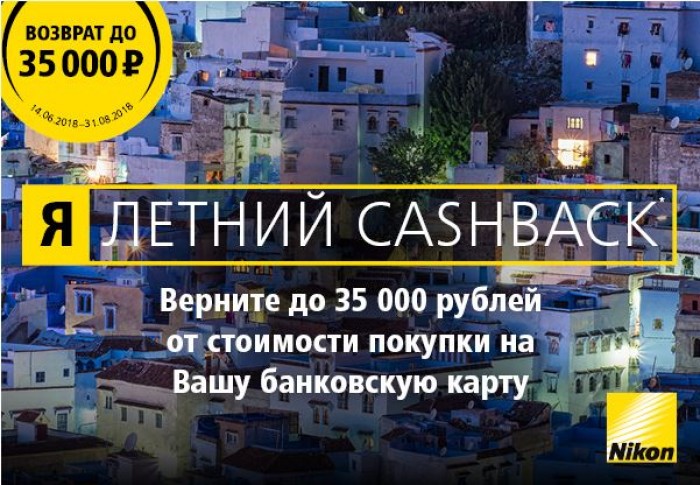 ВОЗВРАТ ДО
35 000 ₽
14.06.2018–31.08.2018
Я ЛЕТНИЙ CASHBACK*
Верните до 35 000 рублей
от стоимости покупки на
Вашу банковскую карту
Nikon